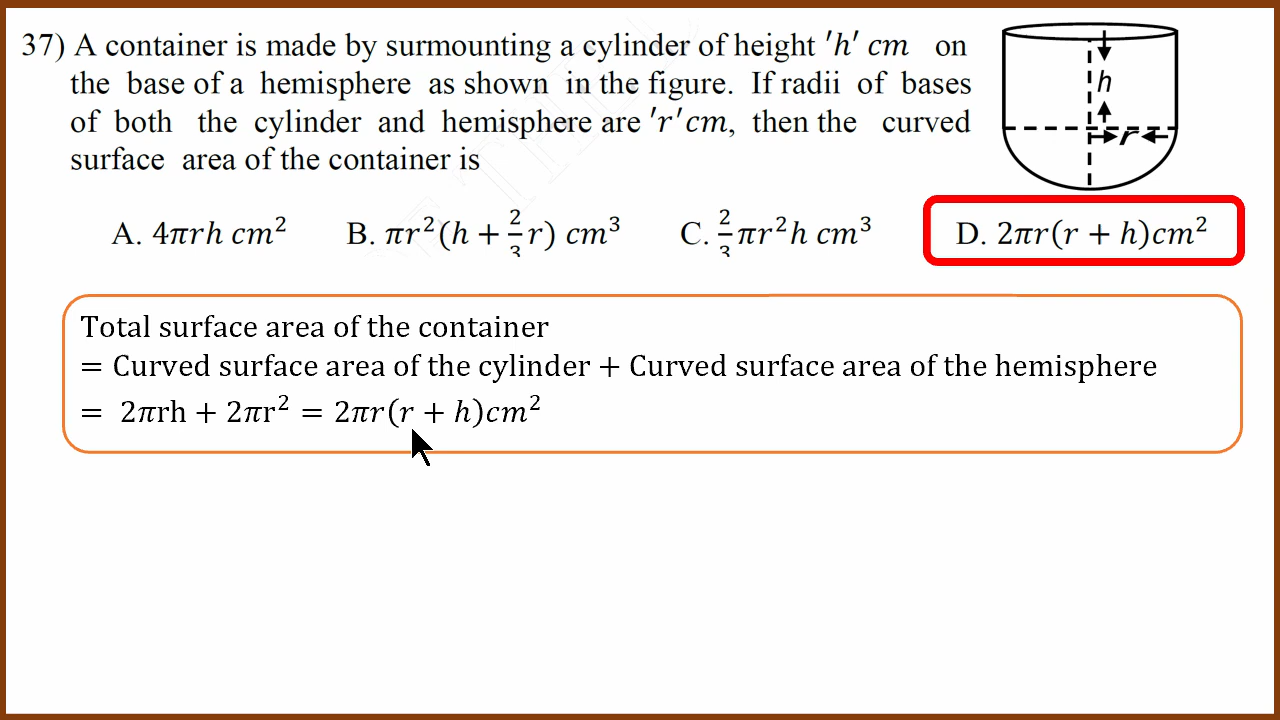 37) A container is made by surmounting a cylinder of height 'h' cm on
the base of a hemisphere as shown in the figure. If radii of bases
of both the cylinder and hemisphere are 'r'cm, then the curved
surface area of the container is
h
r
A. 4πrh cm² B. πr²(h + 2/3 r) cm³ C. 2/3 πr²h cm³ D. 2πr(r + h)cm²
Total surface area of the container
= Curved surface area of the cylinder + Curved surface area of the hemisphere
= 2πrh + 2πr² = 2πr(r + h)cm²